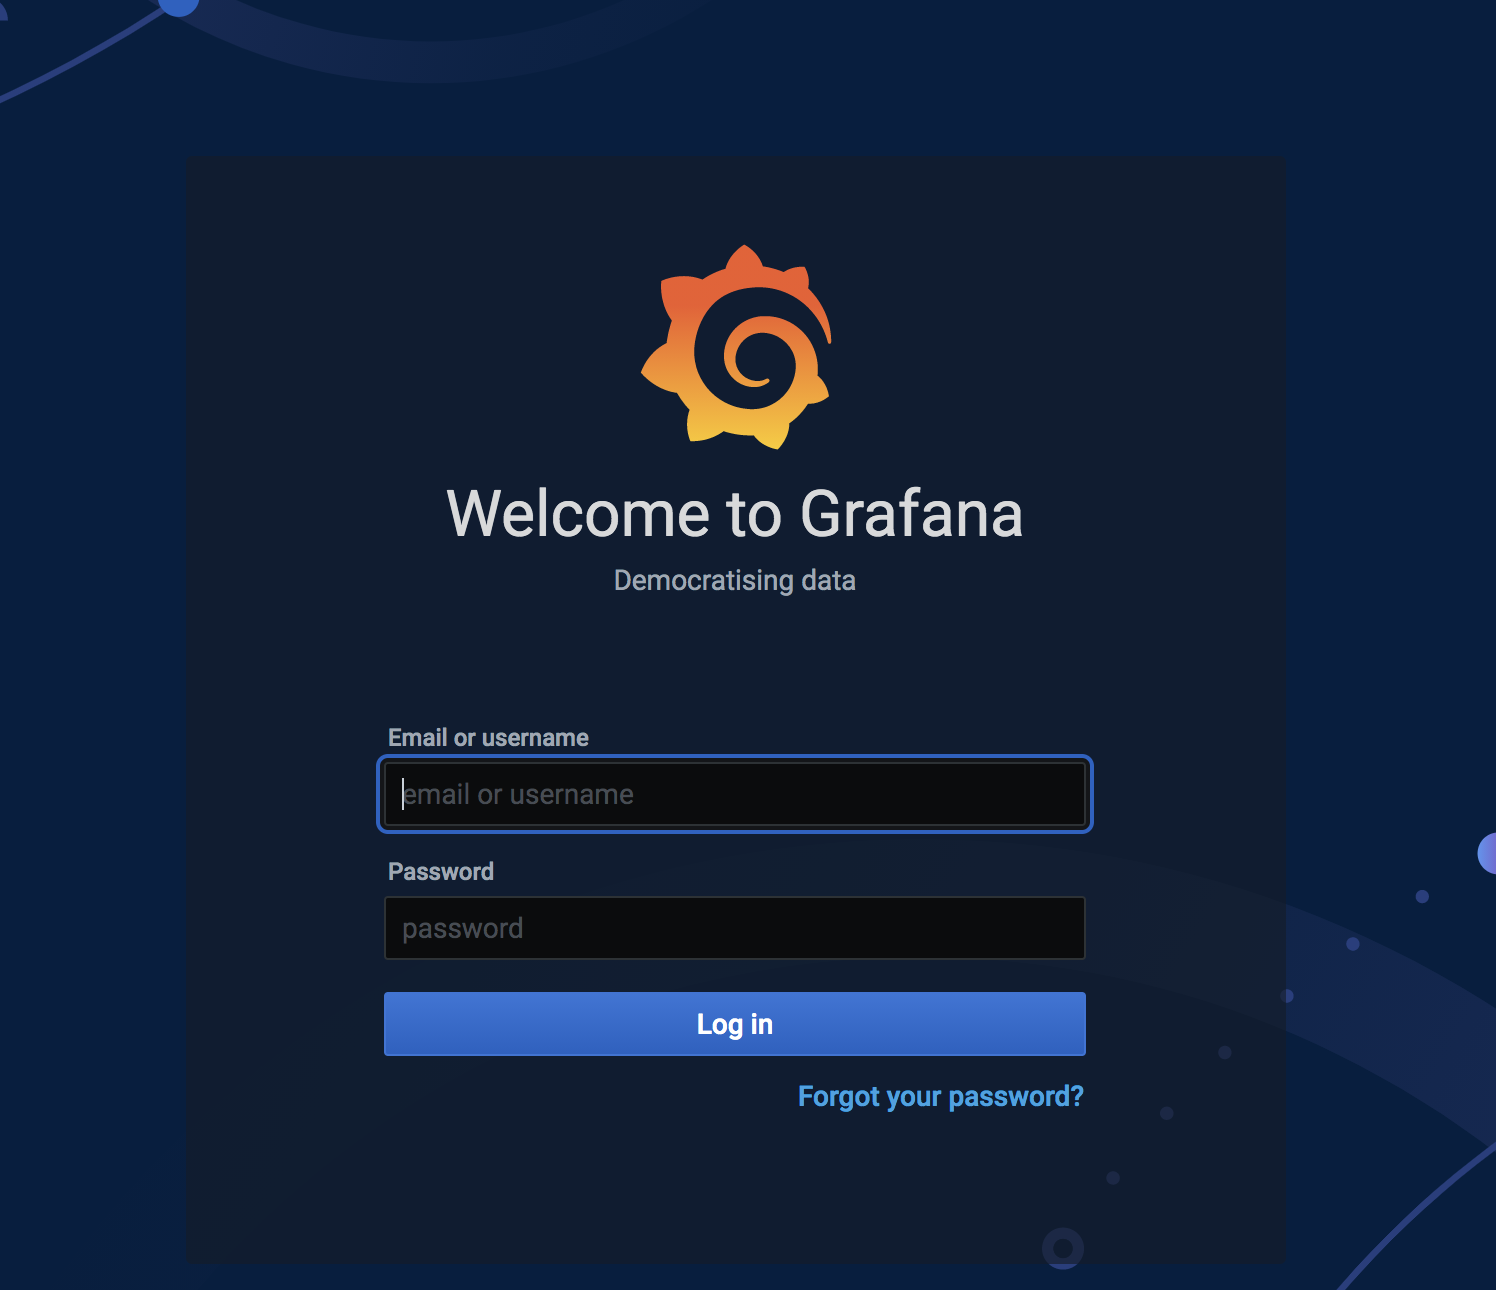 Welcome to Grafana
Democratising data
Email or username
email or username
Password
password
Log in
Forgot your password?